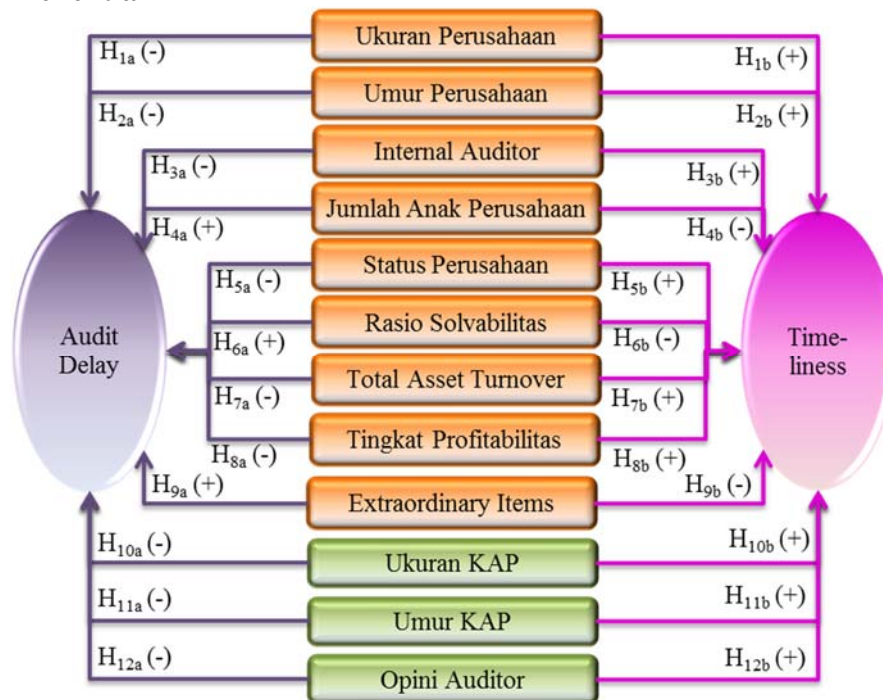 Ukuran Perusahaan
H1a (-)
H1b (+)
Umur Perusahaan
H2a (-)
H2b (+)
Internal Auditor
H3a (-)
H3b (+)
Jumlah Anak Perusahaan
H4a (+)
H4b (-)
Status Perusahaan
H5a (-)
H5b (+)
Rasio Solvabilitas
H6a (+)
H6b (-)
Audit
Delay
Time-
liness
Total Asset Turnover
H7a (-)
H7b (+)
Tingkat Profitabilitas
H8a (-)
H8b (+)
Extraordinary Items
H9a (+)
H9b (-)
Ukuran KAP
H10a (-)
H10b (+)
Umur KAP
H11a (-)
H11b (+)
Opini Auditor
H12a (-)
H12b (+)